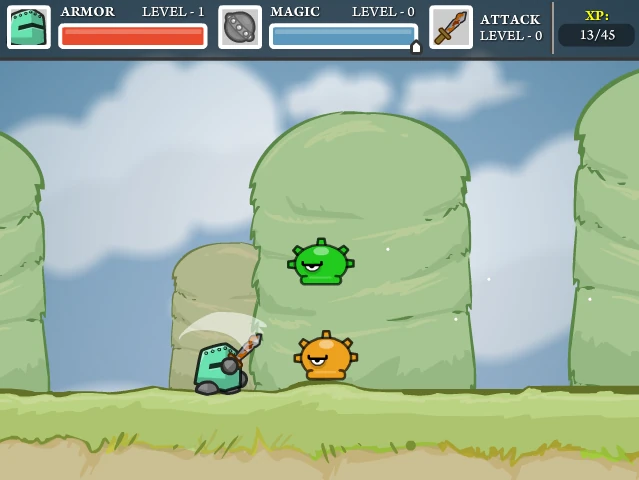 ARMOR LEVEL - 1
MAGIC LEVEL - 0
ATTACK
LEVEL - 0
XP:
13/45